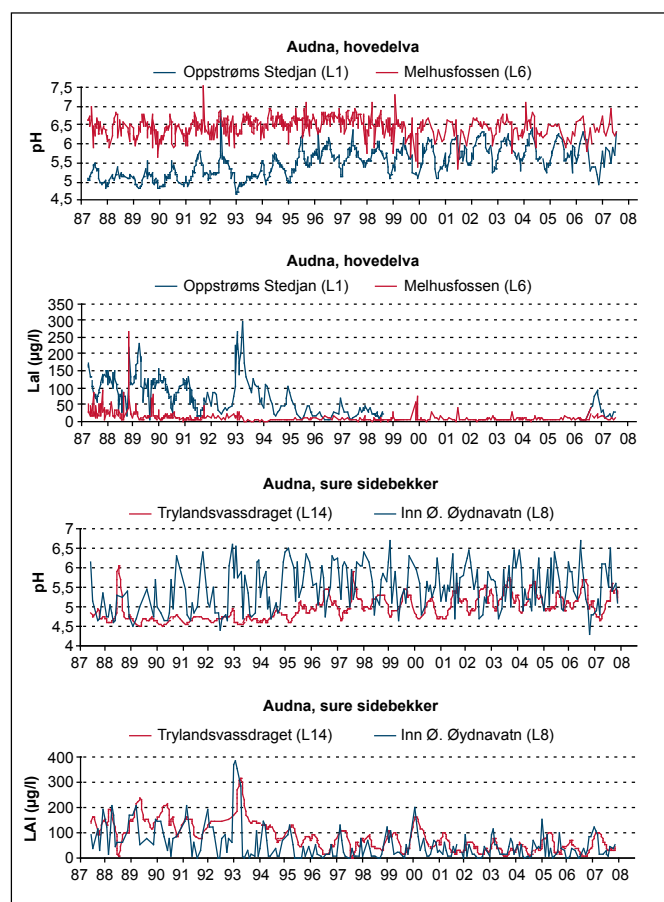 Audna, hovedelva
Oppstrøms Stedjan (L1) Melhusfossen (L6)
pH
7,5
7
6,5
6
5,5
5
4,5
87 88 89 90 91 92 93 94 95 96 97 98 99 00 01 02 03 04 05 06 07 08
Audna, hovedelva
Oppstrøms Stedjan (L1) Melhusfossen (L6)
Lal (µg/l)
350
300
250
200
150
100
50
0
87 88 89 90 91 92 93 94 95 96 97 98 99 00 01 02 03 04 05 06 07 08
Audna, sure sidebekker
Trylandsvassdraget (L14) Inn Ø. Øydnavatn (L8)
pH
7
6,5
6
5,5
5
4,5
4
87 88 89 90 91 92 93 94 95 96 97 98 99 00 01 02 03 04 05 06 07 08
Audna, sure sidebekker
Trylandsvassdraget (L14) Inn Ø. Øydnavatn (L8)
LAI (µg/l)
400
300
200
100
0
87 88 89 90 91 92 93 94 95 96 97 98 99 00 01 02 03 04 05 06 07 08